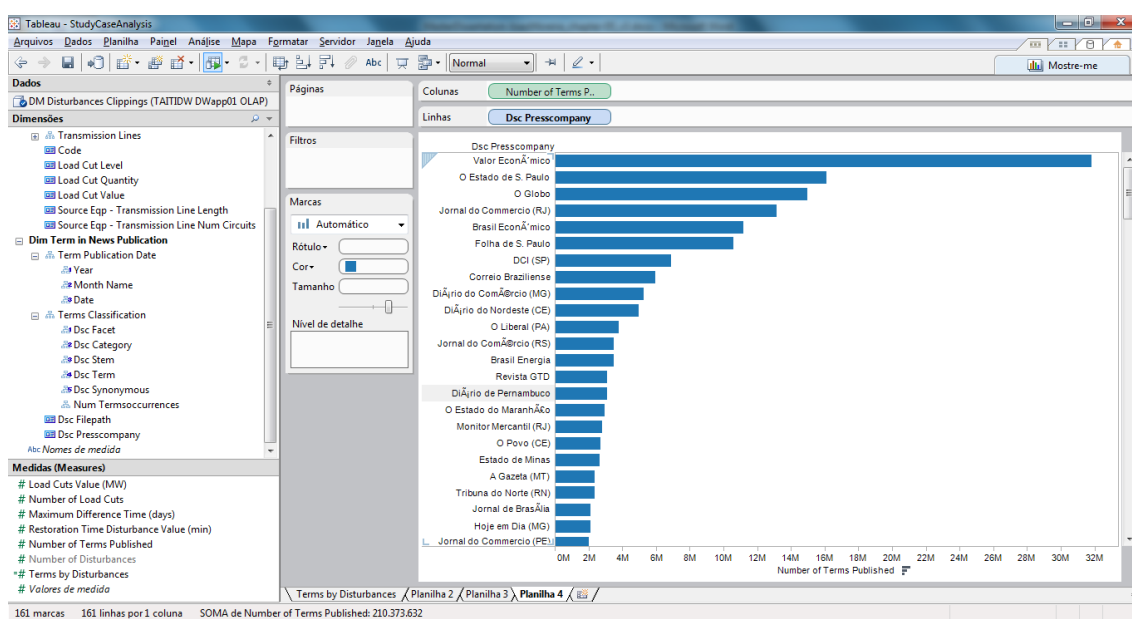 Tableau - StudyCaseAnalysis
Arquivos Dados Planilha Painel Análise Mapa Formatar Servidor Janela Ajuda
Abc Normal
Mostre-me
Dados
DM Disturbances Clippings (TAITIDW DWapp01 OLAP)
Dimensões
Transmission Lines
Code
Load Cut Level
Load Cut Quantity
Load Cut Value
Source Eqp - Transmission Line Length
Source Eqp - Transmission Line Num Circuits
Dim Term in News Publication
Term Publication Date
Year
Month Name
Date
Terms Classification
Dsc Facet
Dsc Category
Dsc Stem
Dsc Term
Dsc Synonymous
Num Termsoccurrences
Dsc Filepath
Dsc Presscompany
Abc Nomes de medida
Medidas (Measures)
# Load Cuts Value (MW)
# Number of Load Cuts
# Maximum Difference Time (days)
# Restoration Time Disturbance Value (min)
# Number of Terms Published
# Number of Disturbances
# Terms by Disturbances
# Valores de medida
Páginas
Filtros
Marcas
Automático
Rótulo
Cor
Tamanho
Nível de detalhe
Colunas Number of Terms P..
Linhas Dsc Presscompany
Dsc Presscompany
Valor EconÃ´mico
O Estado de S. Paulo
O Globo
Jornal do Commercio (RJ)
Brasil EconÃ´mico
Folha de S. Paulo
DCI (SP)
Correio Braziliense
DiÃ¡rio do ComÃ©rcio (MG)
DiÃ¡rio do Nordeste (CE)
O Liberal (PA)
Jornal do ComÃ©rcio (RS)
Brasil Energia
Revista GTD
DiÃ¡rio de Pernambuco
O Estado do MaranhÃ£o
Monitor Mercantil (RJ)
O Povo (CE)
Estado de Minas
A Gazeta (MT)
Tribuna do Norte (RN)
Jornal de BrasÃlia
Hoje em Dia (MG)
Jornal do Commercio (PE)
0M 2M 4M 6M 8M 10M 12M 14M 16M 18M 20M 22M 24M 26M 28M 30M 32M
Number of Terms Published
Terms by Disturbances Planilha 2 Planilha 3 Planilha 4
161 marcas 161 linhas por 1 coluna SOMA de Number of Terms Published: 210.373.632